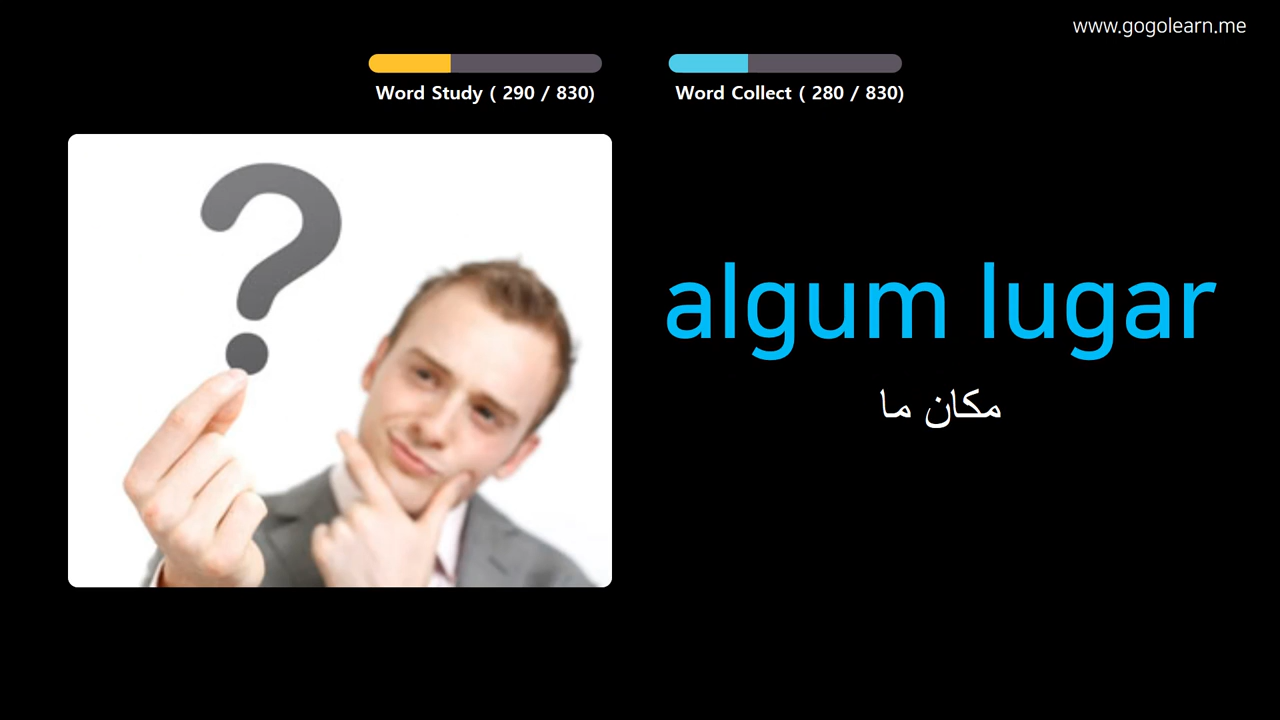 www.gogolearn.me
Word Study ( 290 / 830)
Word Collect ( 280 / 830)
?
algum lugar
مكان ما